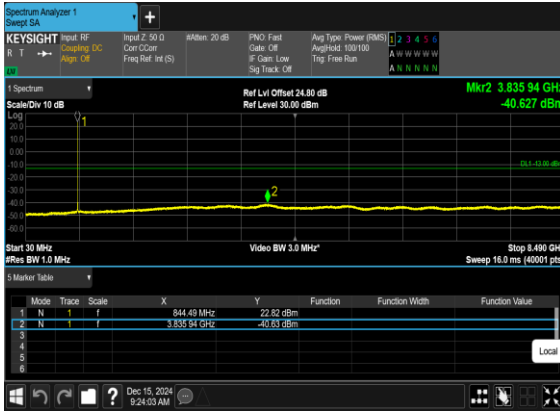 Spectrum Analyzer 1
Swept SA
KEYSIGHT
R T
Input: RF
Coupling: DC
Align: Off
Input Z: 50 Ω
Corr CCorr
Freq Ref: Int (S)
#Atten: 20 dB
PNO: Fast
Gate: Off
IF Gain: Low
Sig Track: Off
Avg Type: Power (RMS)
Avg|Hold: 100/100
Trig: Free Run
1 2 3 4 5 6
A W W W W W
A N N N N N
1 Spectrum
Scale/Div 10 dB
Ref Lvl Offset 24.80 dB
Ref Level 30.00 dBm
Mkr2 3.835 94 GHz
-40.627 dBm
Log
20.0
10.0
0.00
-10.0
-20.0
-30.0
-40.0
-50.0
-60.0
1
2
DL1 -13.00 dBm
Start 30 MHz
#Res BW 1.0 MHz
Video BW 3.0 MHz*
Stop 8.490 GH
Sweep 16.0 ms (40001 pts
5 Marker Table
Mode Trace Scale X Y Function Function Width Function Value
1 N 1 f 844.49 MHz 22.82 dBm
2 N 1 f 3.835 94 GHz -40.63 dBm
3
4
5
6
Local
Dec 15, 2024
9:24:03 AM